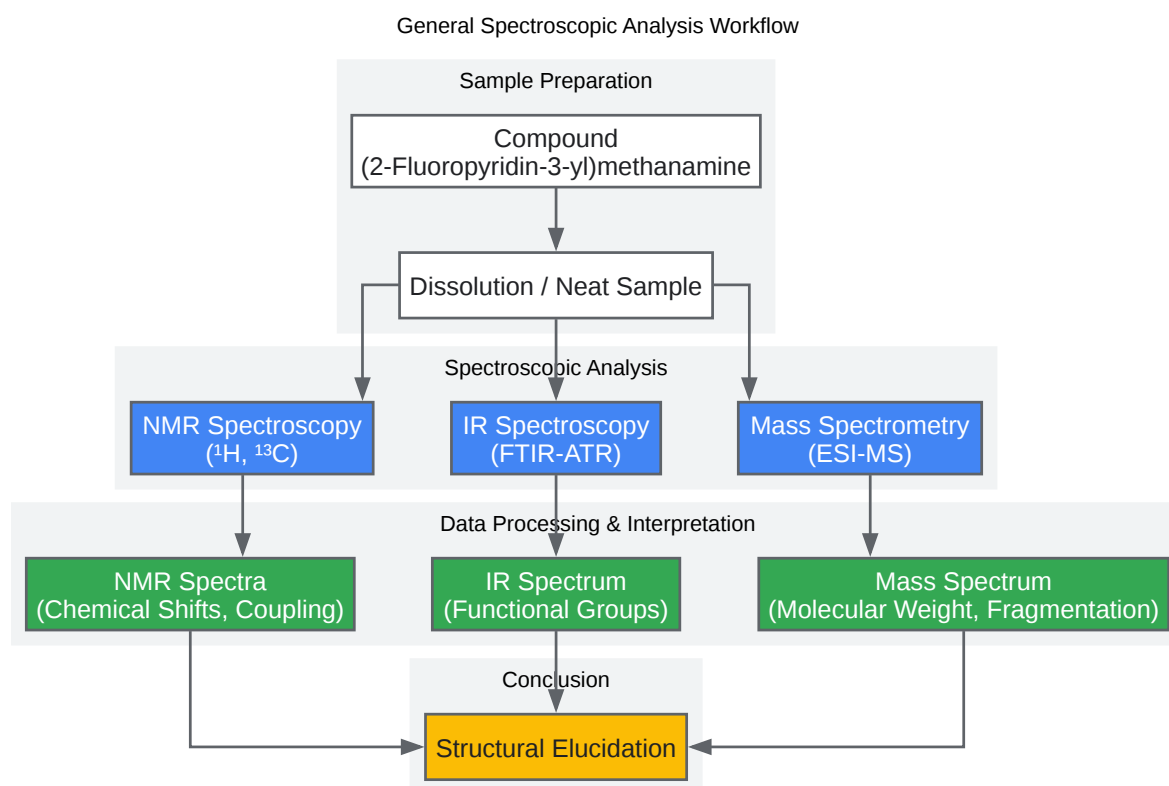 General Spectroscopic Analysis Workflow
Sample Preparation
Compound
(2-Fluoropyridin-3-yl)methanamine
Dissolution / Neat Sample
Spectroscopic Analysis
NMR Spectroscopy
(¹H, ¹³C)
IR Spectroscopy
(FTIR-ATR)
Mass Spectrometry
(ESI-MS)
Data Processing & Interpretation
NMR Spectra
(Chemical Shifts, Coupling)
IR Spectrum
(Functional Groups)
Mass Spectrum
(Molecular Weight, Fragmentation)
Conclusion
Structural Elucidation